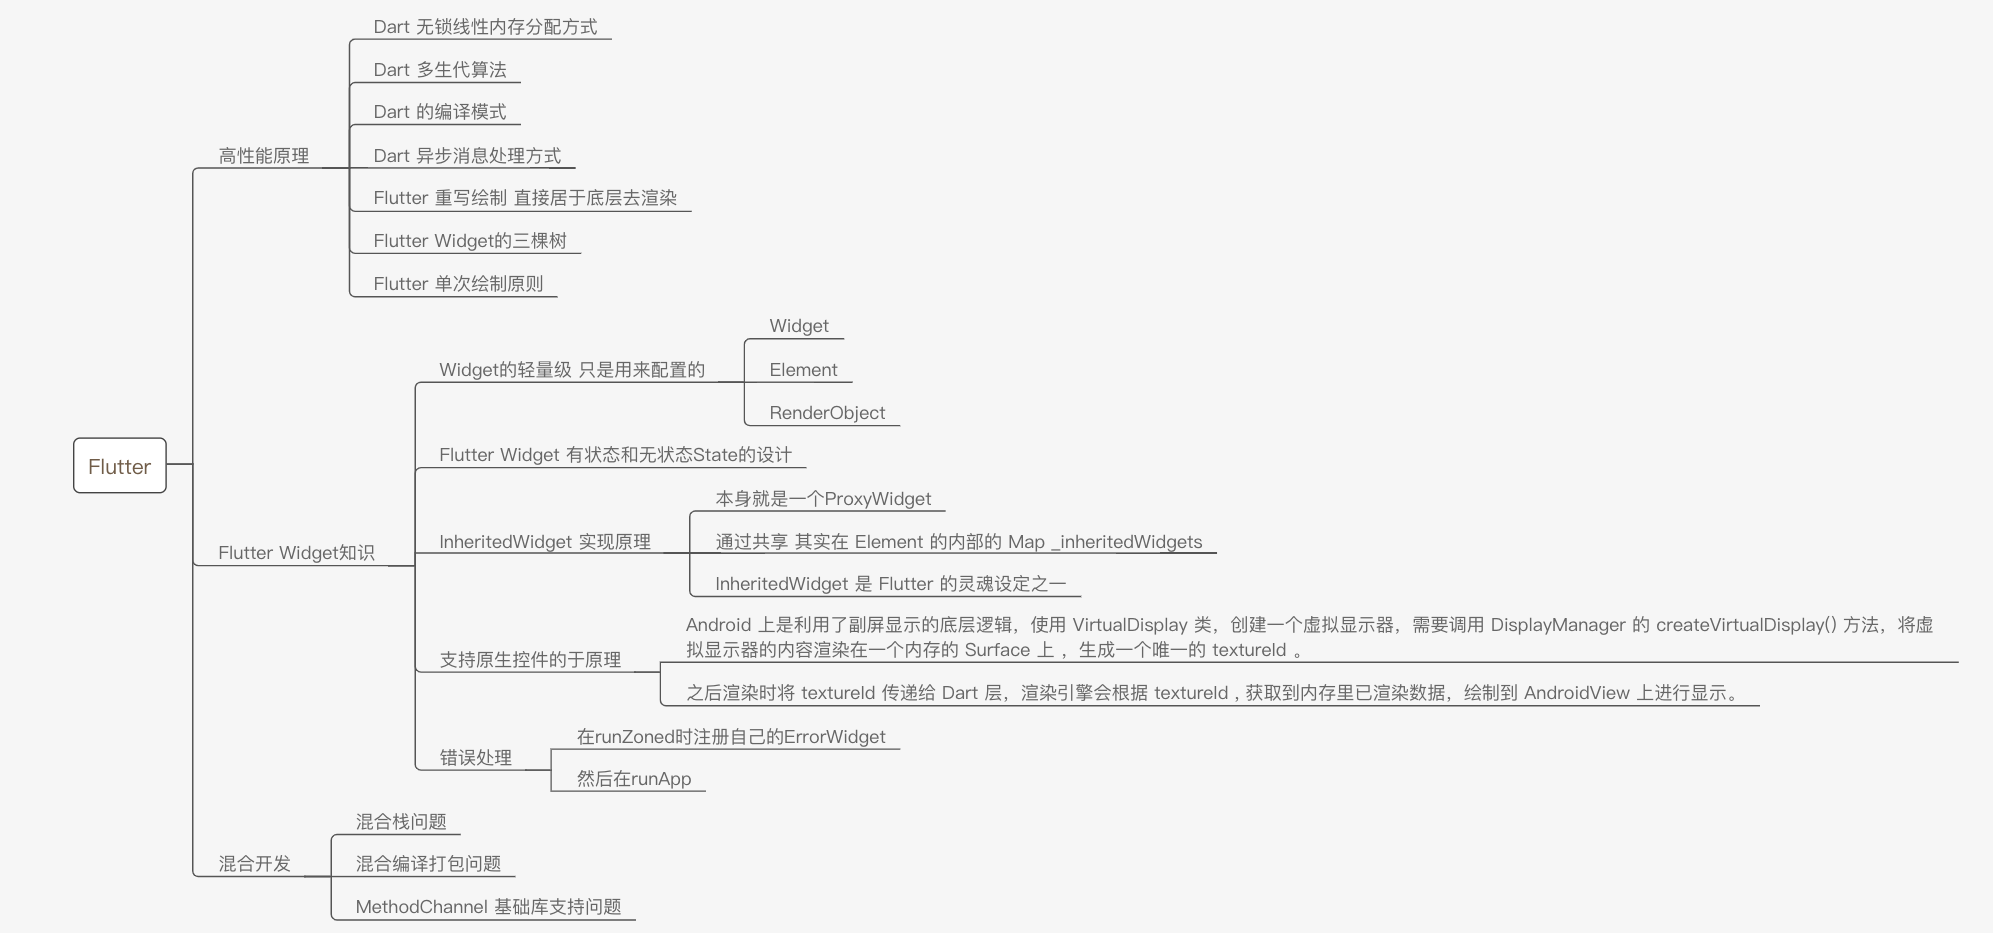 Dart 无锁线性内存分配方式
Dart 多生代算法
Dart 的编译模式
高性能原理
Dart 异步消息处理方式
Flutter 重写绘制 直接居于底层去渲染
Flutter Widget的三棵树
Flutter 单次绘制原则
Widget
Widget的轻量级 只是用来配置的
Element
RenderObject
Flutter Widget 有状态和无状态State的设计
Flutter
本身就是一个ProxyWidget
InheritedWidget 实现原理
通过共享 其实在 Element 的内部的 Map _inheritedWidgets
Flutter Widget知识
InheritedWidget 是 Flutter 的灵魂设定之一
Android 上是利用了副屏显示的底层逻辑，使用 VirtualDisplay 类，创建一个虚拟显示器，需要调用 DisplayManager 的 createVirtualDisplay() 方法，将虚
拟显示器的内容渲染在一个内存的 Surface 上 ，生成一个唯一的 textureId 。
支持原生控件的于原理
之后渲染时将 textureId 传递给 Dart 层，渲染引擎会根据 textureId , 获取到内存里已渲染数据，绘制到 AndroidView 上进行显示。
在runZoned时注册自己的ErrorWidget
错误处理
然后在runApp
混合栈问题
混合开发
混合编译打包问题
MethodChannel 基础库支持问题